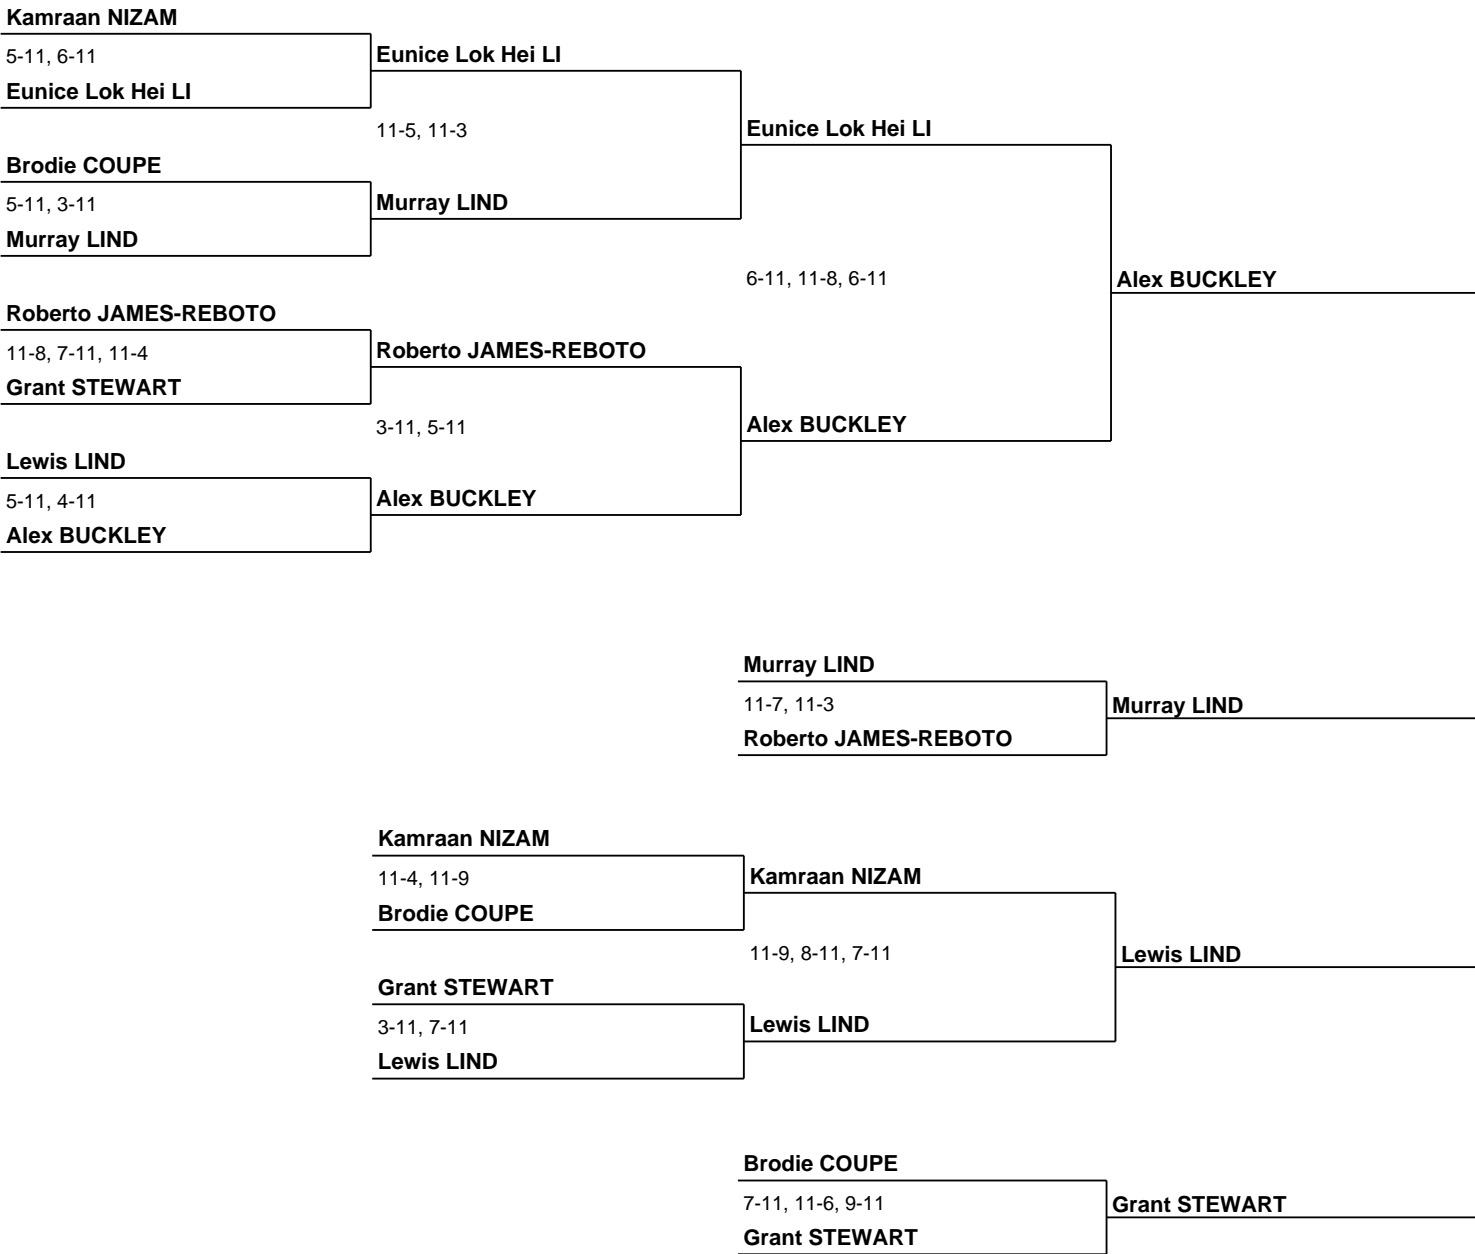 Kamraan NIZAM
5-11, 6-11
Eunice Lok Hei LI
Eunice Lok Hei LI
11-5, 11-3
Eunice Lok Hei LI
Brodie COUPE
5-11, 3-11
Murray LIND
Murray LIND
6-11, 11-8, 6-11
Alex BUCKLEY
Roberto JAMES-REBOTO
11-8, 7-11, 11-4
Roberto JAMES-REBOTO
Grant STEWART
3-11, 5-11
Alex BUCKLEY
Lewis LIND
5-11, 4-11
Alex BUCKLEY
Alex BUCKLEY
Murray LIND
11-7, 11-3
Murray LIND
Roberto JAMES-REBOTO
Kamraan NIZAM
11-4, 11-9
Kamraan NIZAM
Brodie COUPE
11-9, 8-11, 7-11
Lewis LIND
Grant STEWART
3-11, 7-11
Lewis LIND
Lewis LIND
Brodie COUPE
7-11, 11-6, 9-11
Grant STEWART
Grant STEWART